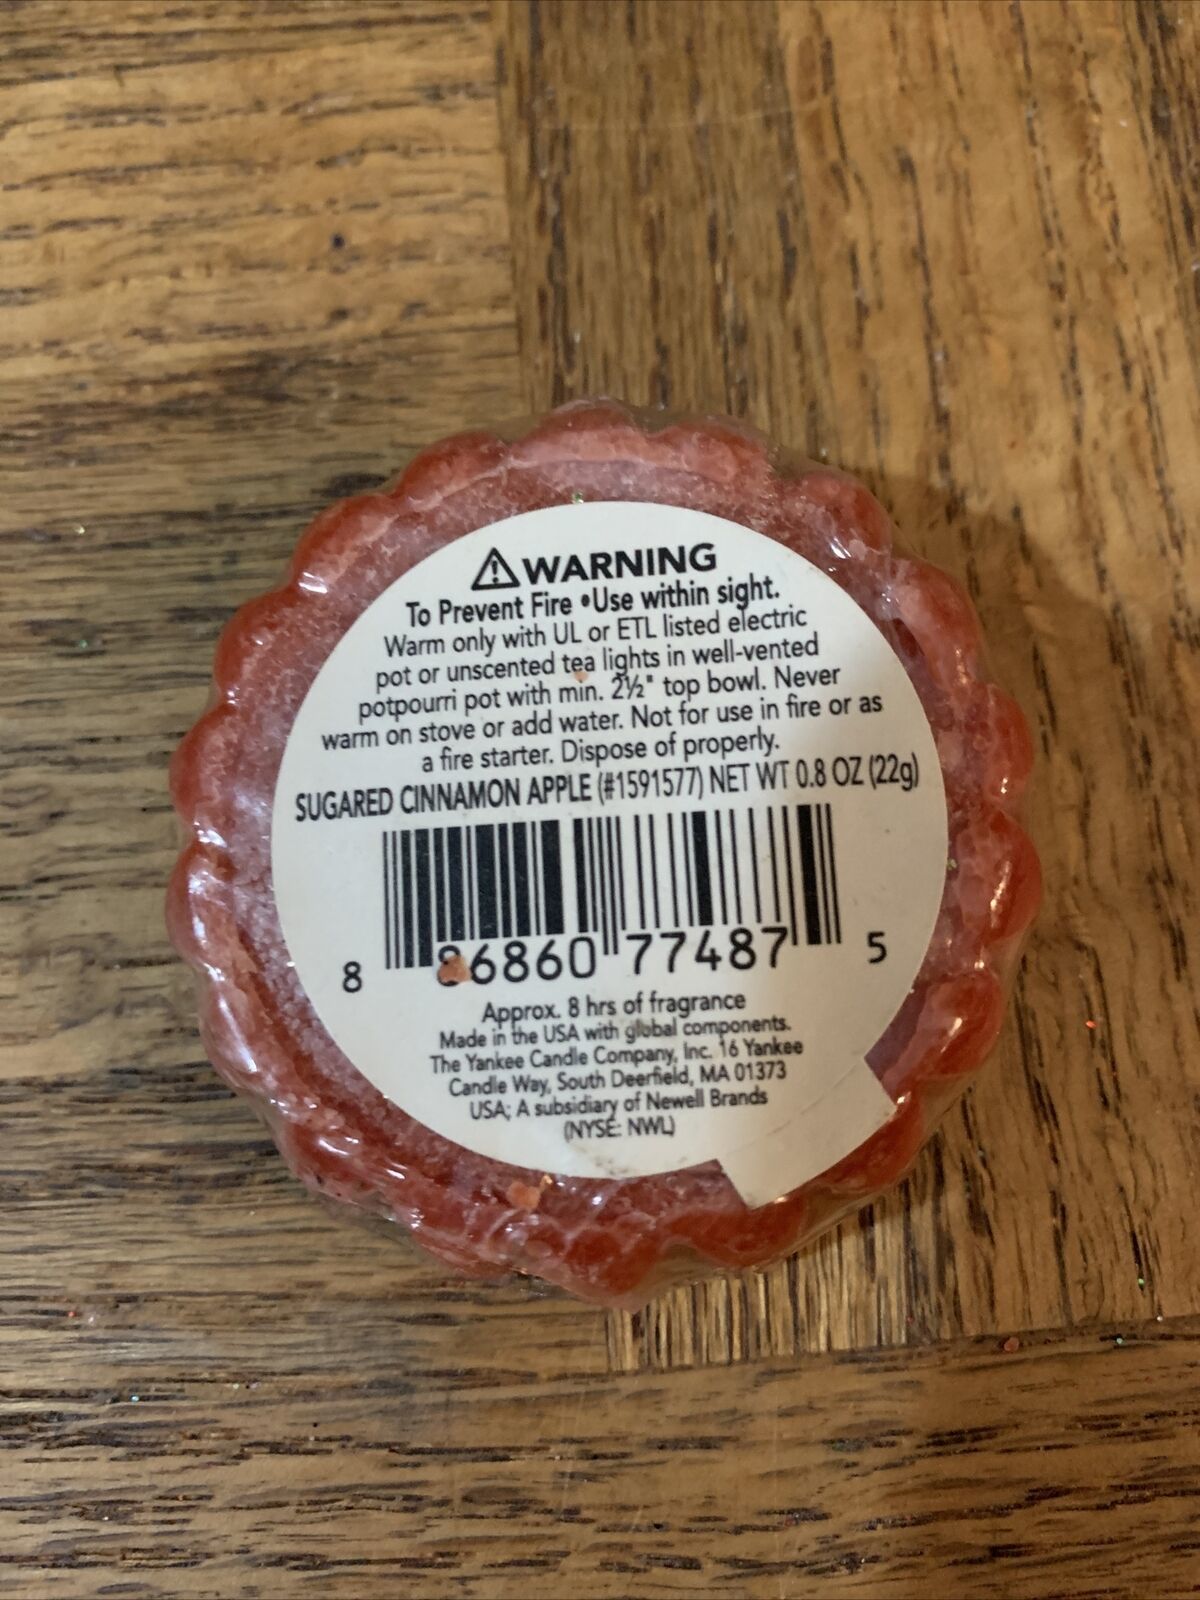 ⚠WARNING
To Prevent Fire •Use within sight.
Warm only with UL or ETL listed electric
pot or unscented tea lights in well-vented
potpourri pot with min. 2½" top bowl. Never
warm on stove or add water. Not for use in fire or as
a fire starter. Dispose of properly.
SUGARED CINNAMON APPLE (#1591577) NET WT 0.8 OZ (22g)
8 86860 77487 5
Approx. 8 hrs of fragrance
Made in the USA with global components.
The Yankee Candle Company, Inc. 16 Yankee
Candle Way, South Deerfield, MA 01373
USA; A subsidiary of Newell Brands
(NYSE: NWL)